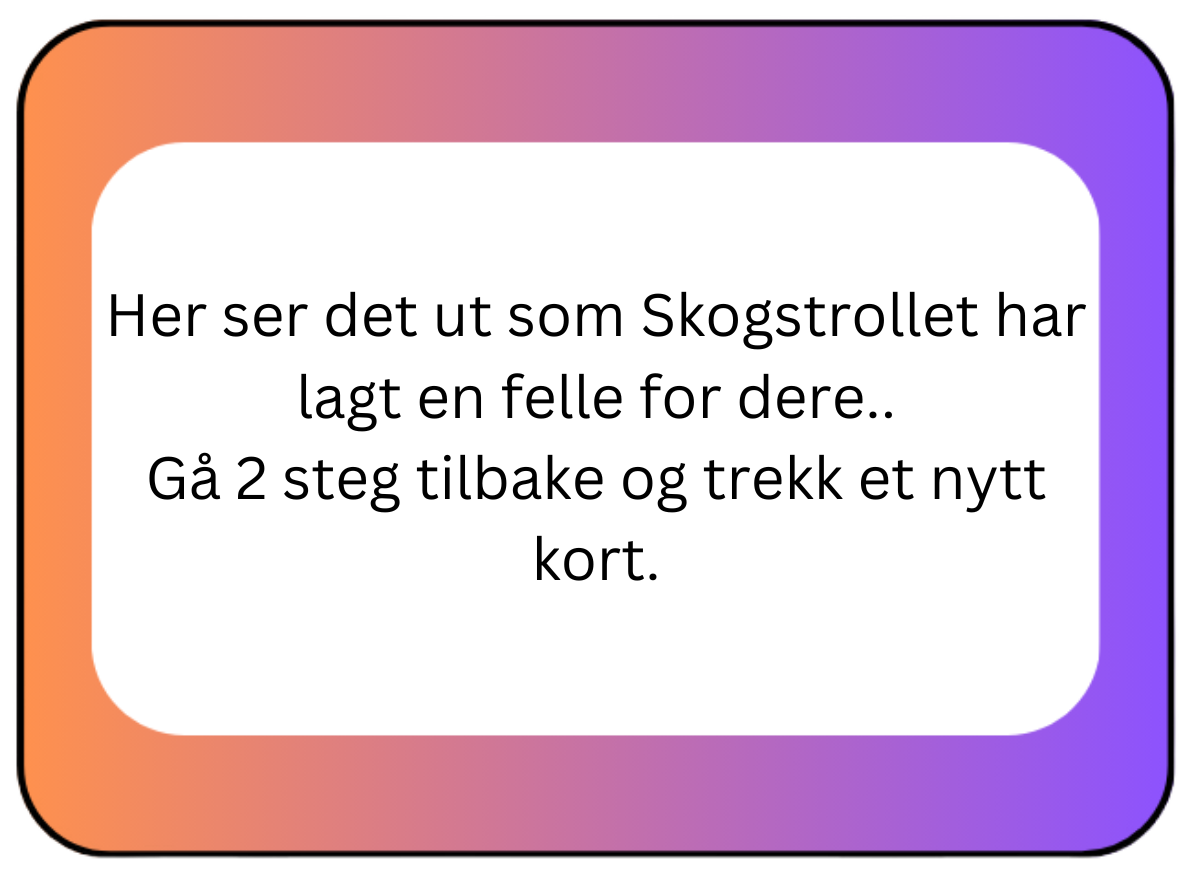 Her ser det ut som Skogstrollet har
lagt en felle for dere..
Gå 2 steg tilbake og trekk et nytt
kort.